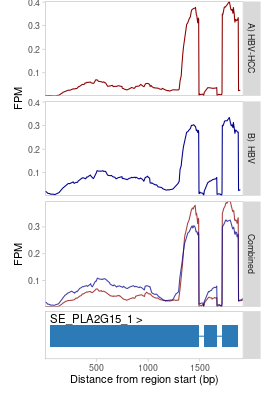 0.4
0.3
0.2
0.1
FPM
A) HBV-HCC
0.4
0.3
0.2
0.1
FPM
B) HBV
0.3
0.2
0.1
FPM
Combined
SE_PLA2G15_1 >
500 1000 1500
Distance from region start (bp)